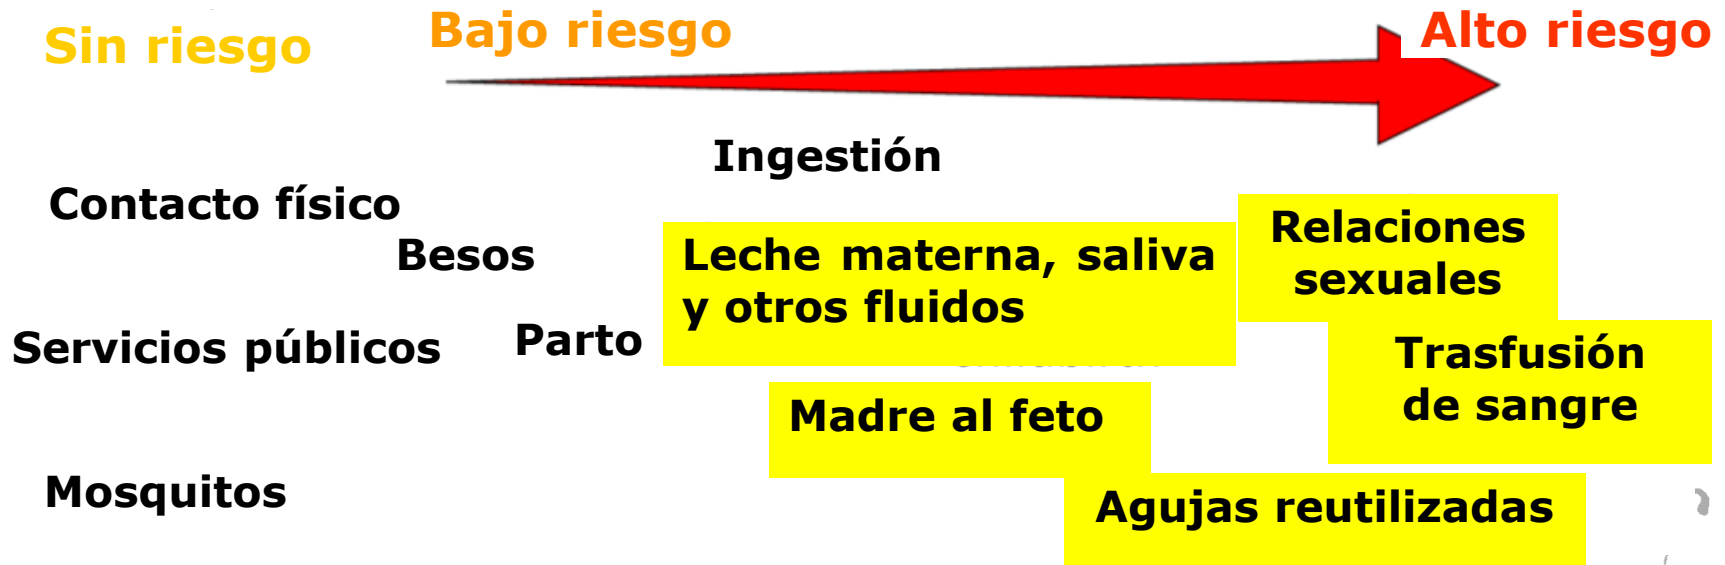 Sin riesgo
Bajo riesgo
Alto riesgo
Ingestión
Contacto físico
Besos
Leche materna, saliva
y otros fluidos
Relaciones
sexuales
Servicios públicos
Parto
Trasfusión
de sangre
Madre al feto
Mosquitos
Agujas reutilizadas